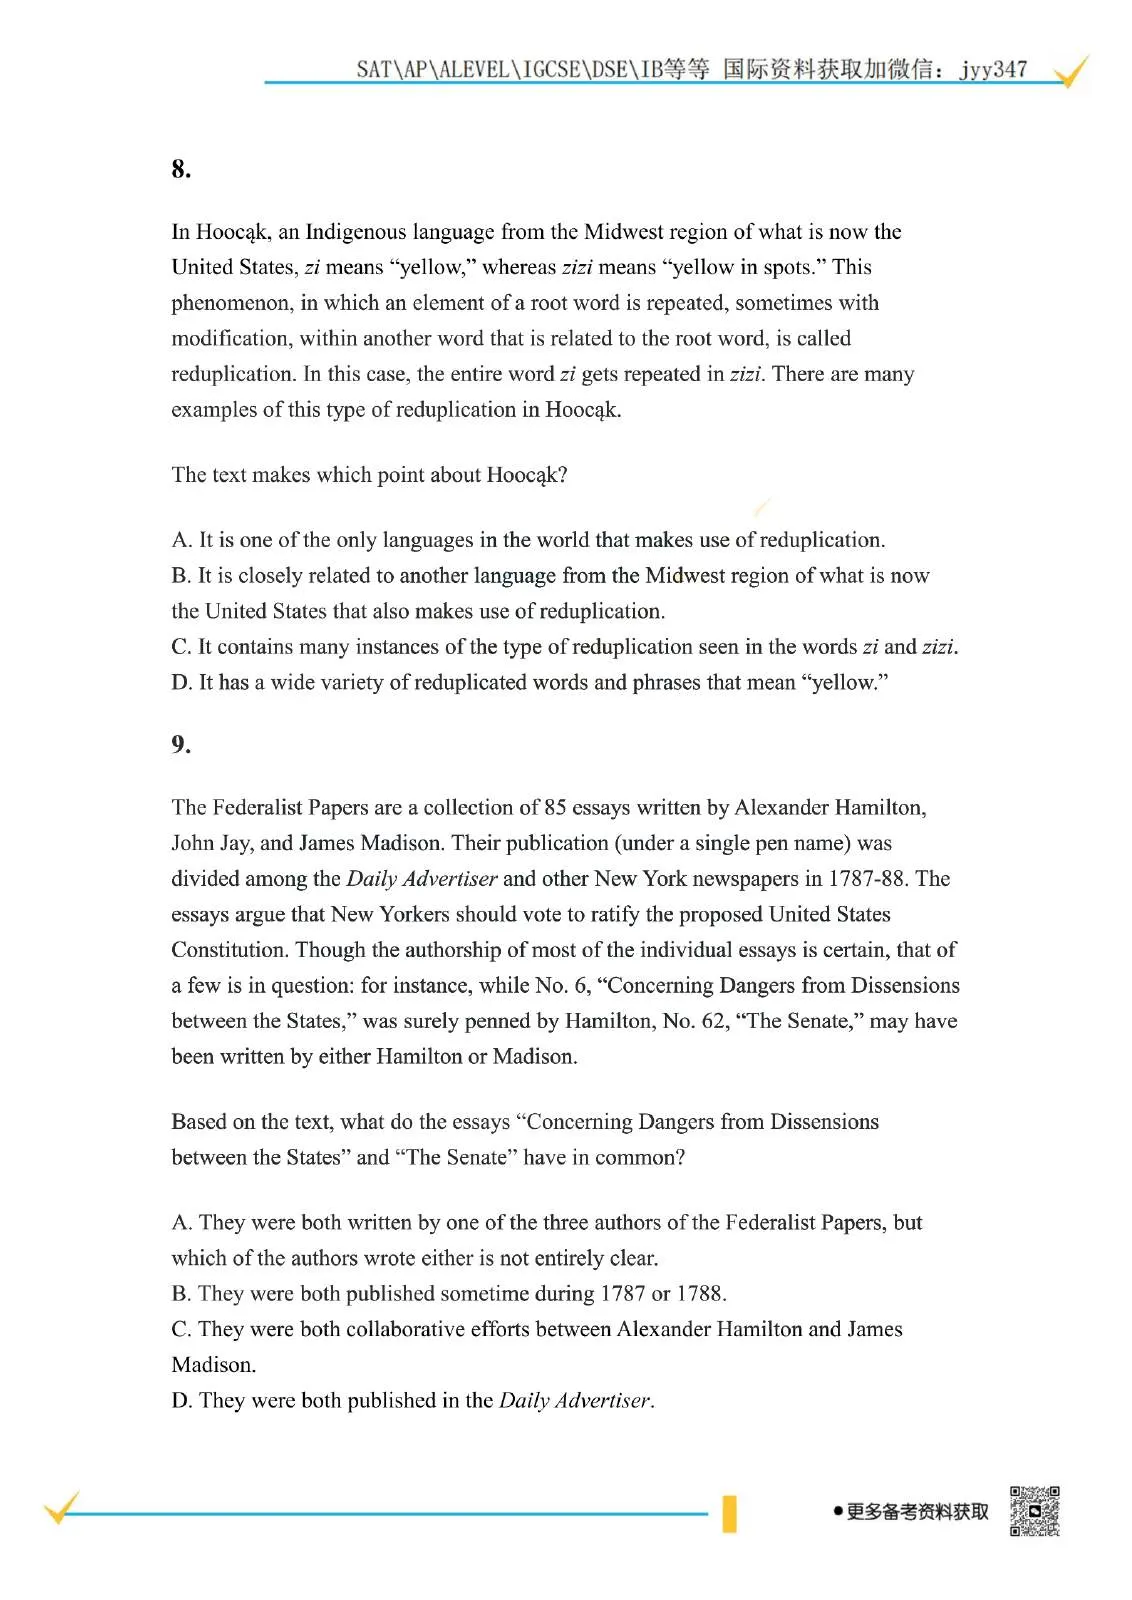 SAT\AP\ALEVEL\IGCSE\DSE\IB等等 国际资料获取加微信：jyy347
8.
In Hoocąk, an Indigenous language from the Midwest region of what is now the
United States, zi means “yellow,” whereas zizi means “yellow in spots.” This
phenomenon, in which an element of a root word is repeated, sometimes with
modification, within another word that is related to the root word, is called
reduplication. In this case, the entire word zi gets repeated in zizi. There are many
examples of this type of reduplication in Hoocąk.
The text makes which point about Hoocąk?
A. It is one of the only languages in the world that makes use of reduplication.
B. It is closely related to another language from the Midwest region of what is now
the United States that also makes use of reduplication.
C. It contains many instances of the type of reduplication seen in the words zi and zizi.
D. It has a wide variety of reduplicated words and phrases that mean “yellow.”
9.
The Federalist Papers are a collection of 85 essays written by Alexander Hamilton,
John Jay, and James Madison. Their publication (under a single pen name) was
divided among the Daily Advertiser and other New York newspapers in 1787-88. The
essays argue that New Yorkers should vote to ratify the proposed United States
Constitution. Though the authorship of most of the individual essays is certain, that of
a few is in question: for instance, while No. 6, “Concerning Dangers from Dissensions
between the States,” was surely penned by Hamilton, No. 62, “The Senate,” may have
been written by either Hamilton or Madison.
Based on the text, what do the essays “Concerning Dangers from Dissensions
between the States” and “The Senate” have in common?
A. They were both written by one of the three authors of the Federalist Papers, but
which of the authors wrote either is not entirely clear.
B. They were both published sometime during 1787 or 1788.
C. They were both collaborative efforts between Alexander Hamilton and James
Madison.
D. They were both published in the Daily Advertiser.
●更多备考资料获取